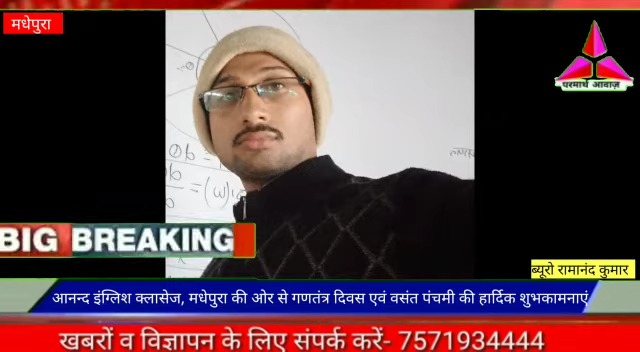 मधेपुरा
परमार्थ आवाज़
BIG BREAKING
ब्यूरो रामानंद कुमार
आनन्द इंग्लिश क्लासेज, मधेपुरा की ओर से गणतंत्र दिवस एवं वसंत पंचमी की हार्दिक शुभकामनाएं
खबरों व विज्ञापन के लिए संपर्क करें- 7571934444